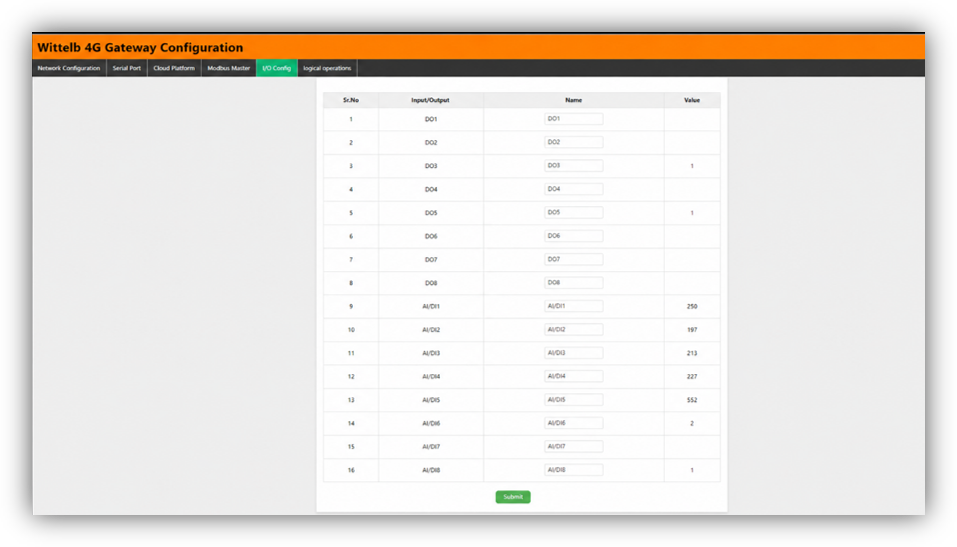 Wittelb 4G Gateway Configuration
Network Configuration Serial Port Cloud Platform Modbus Master I/O Config logical operations
Sr.No Input/Output Name Value
1 DO1 DO1
2 DO2 DO2
3 DO3 DO3 1
4 DO4 DO4
5 DO5 DO5 1
6 DO6 DO6
7 DO7 DO7
8 DO8 DO8
9 AI/DI1 AI/DI1 250
10 AI/DI2 AI/DI2 197
11 AI/DI3 AI/DI3 213
12 AI/DI4 AI/DI4 227
13 AI/DI5 AI/DI5 552
14 AI/DI6 AI/DI6 2
15 AI/DI7 AI/DI7
16 AI/DI8 AI/DI8 1
Submit